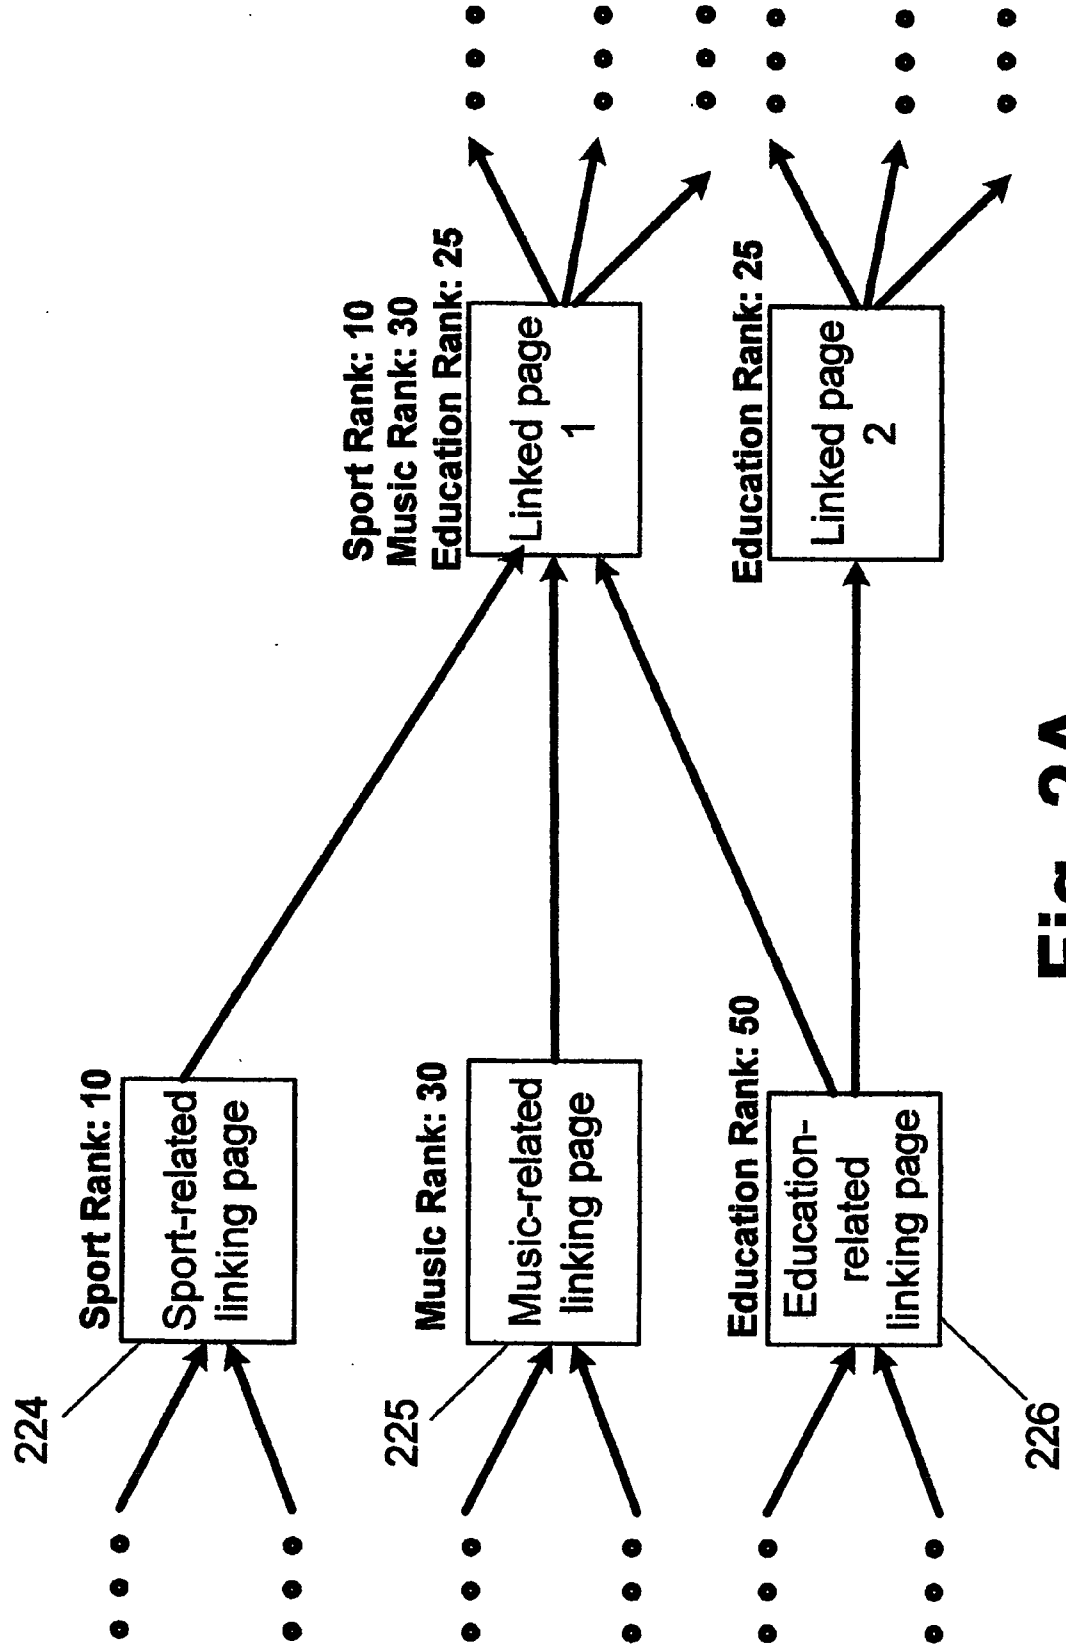 224
Sport Rank: 10
Sport-related
linking page
225
Music Rank: 30
Music-related
linking page
Education Rank: 50
Education-
related
linking page
226
Sport Rank: 10
Music Rank: 30
Education Rank: 25
Linked page
1
Education Rank: 25
Linked page
2
Fig. 2A